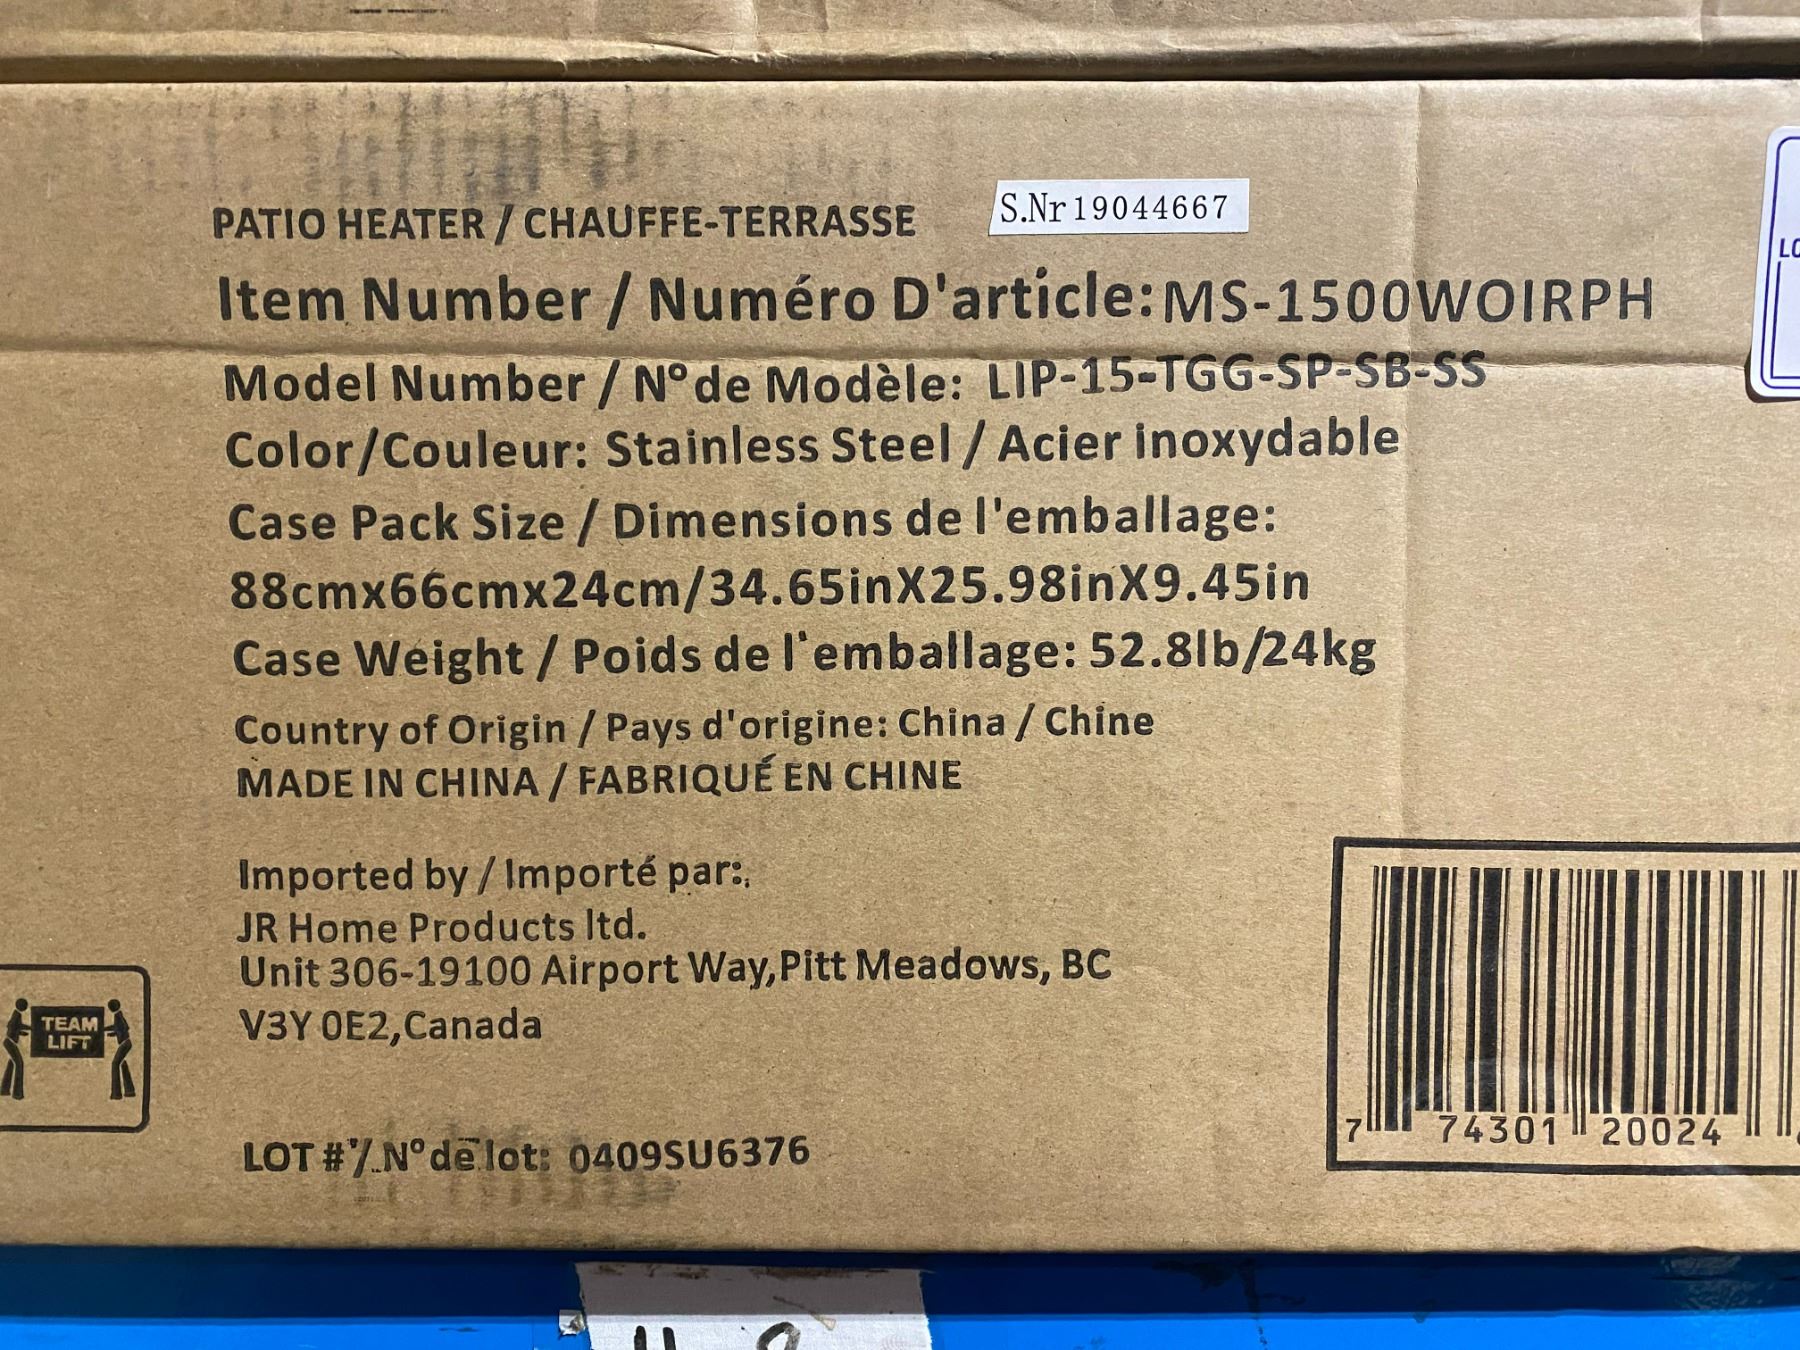 PATIO HEATER / CHAUFFE-TERRASSE
S.Nr 19044667
Item Number / Numéro D'article: MS-1500WOIRPH
Model Number / N° de Modèle: LIP-15-TGG-SP-SB-SS
Color/Couleur: Stainless Steel / Acier inoxydable
Case Pack Size / Dimensions de l'emballage:
88cmx66cmx24cm/34.65inX25.98inX9.45in
Case Weight / Poids de l'emballage: 52.8lb/24kg
Country of Origin / Pays d'origine: China / Chine
MADE IN CHINA / FABRIQUÉ EN CHINE
Imported by / Importé par:
JR Home Products ltd.
Unit 306-19100 Airport Way,Pitt Meadows, BC
V3Y 0E2,Canada
TEAM
LIFT
LOT # / N° de lot: 0409SU6376
7 74301 20024